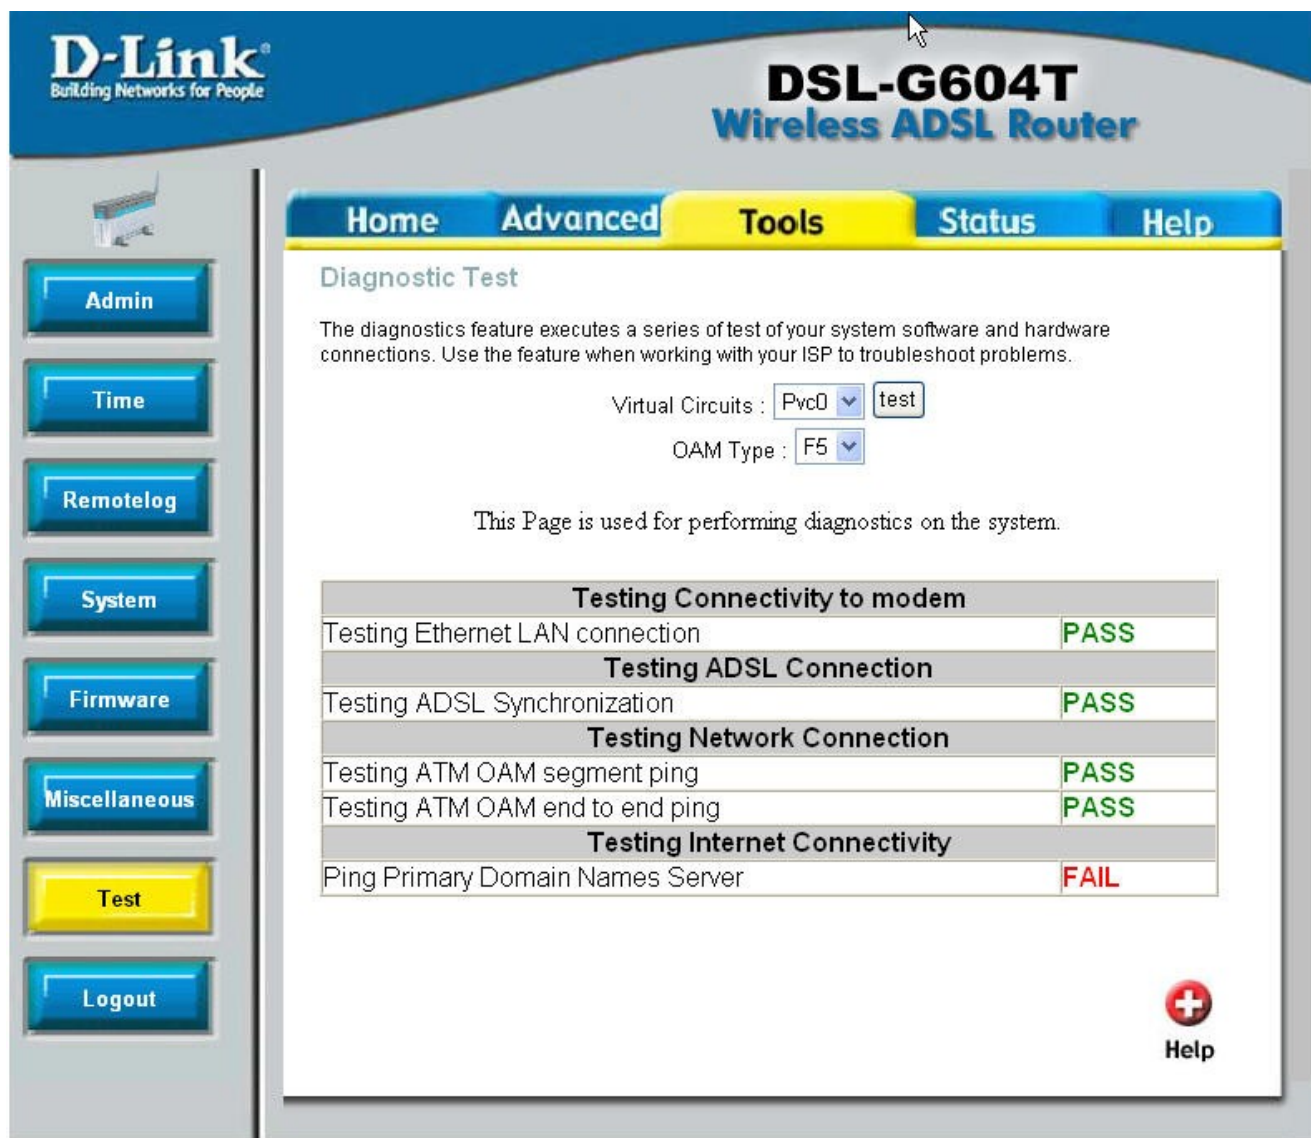 D-Link®
Building Networks for People
DSL-G604T
Wireless ADSL Router
Home Advanced Tools Status Help
Admin
Time
Remotelog
System
Firmware
Miscellaneous
Test
Logout
Diagnostic Test
The diagnostics feature executes a series of test of your system software and hardware
connections. Use the feature when working with your ISP to troubleshoot problems.
Virtual Circuits : Pvc0 test
OAM Type : F5
This Page is used for performing diagnostics on the system.
Testing Connectivity to modem
Testing Ethernet LAN connection PASS
Testing ADSL Connection
Testing ADSL Synchronization PASS
Testing Network Connection
Testing ATM OAM segment ping PASS
Testing ATM OAM end to end ping PASS
Testing Internet Connectivity
Ping Primary Domain Names Server FAIL
Help